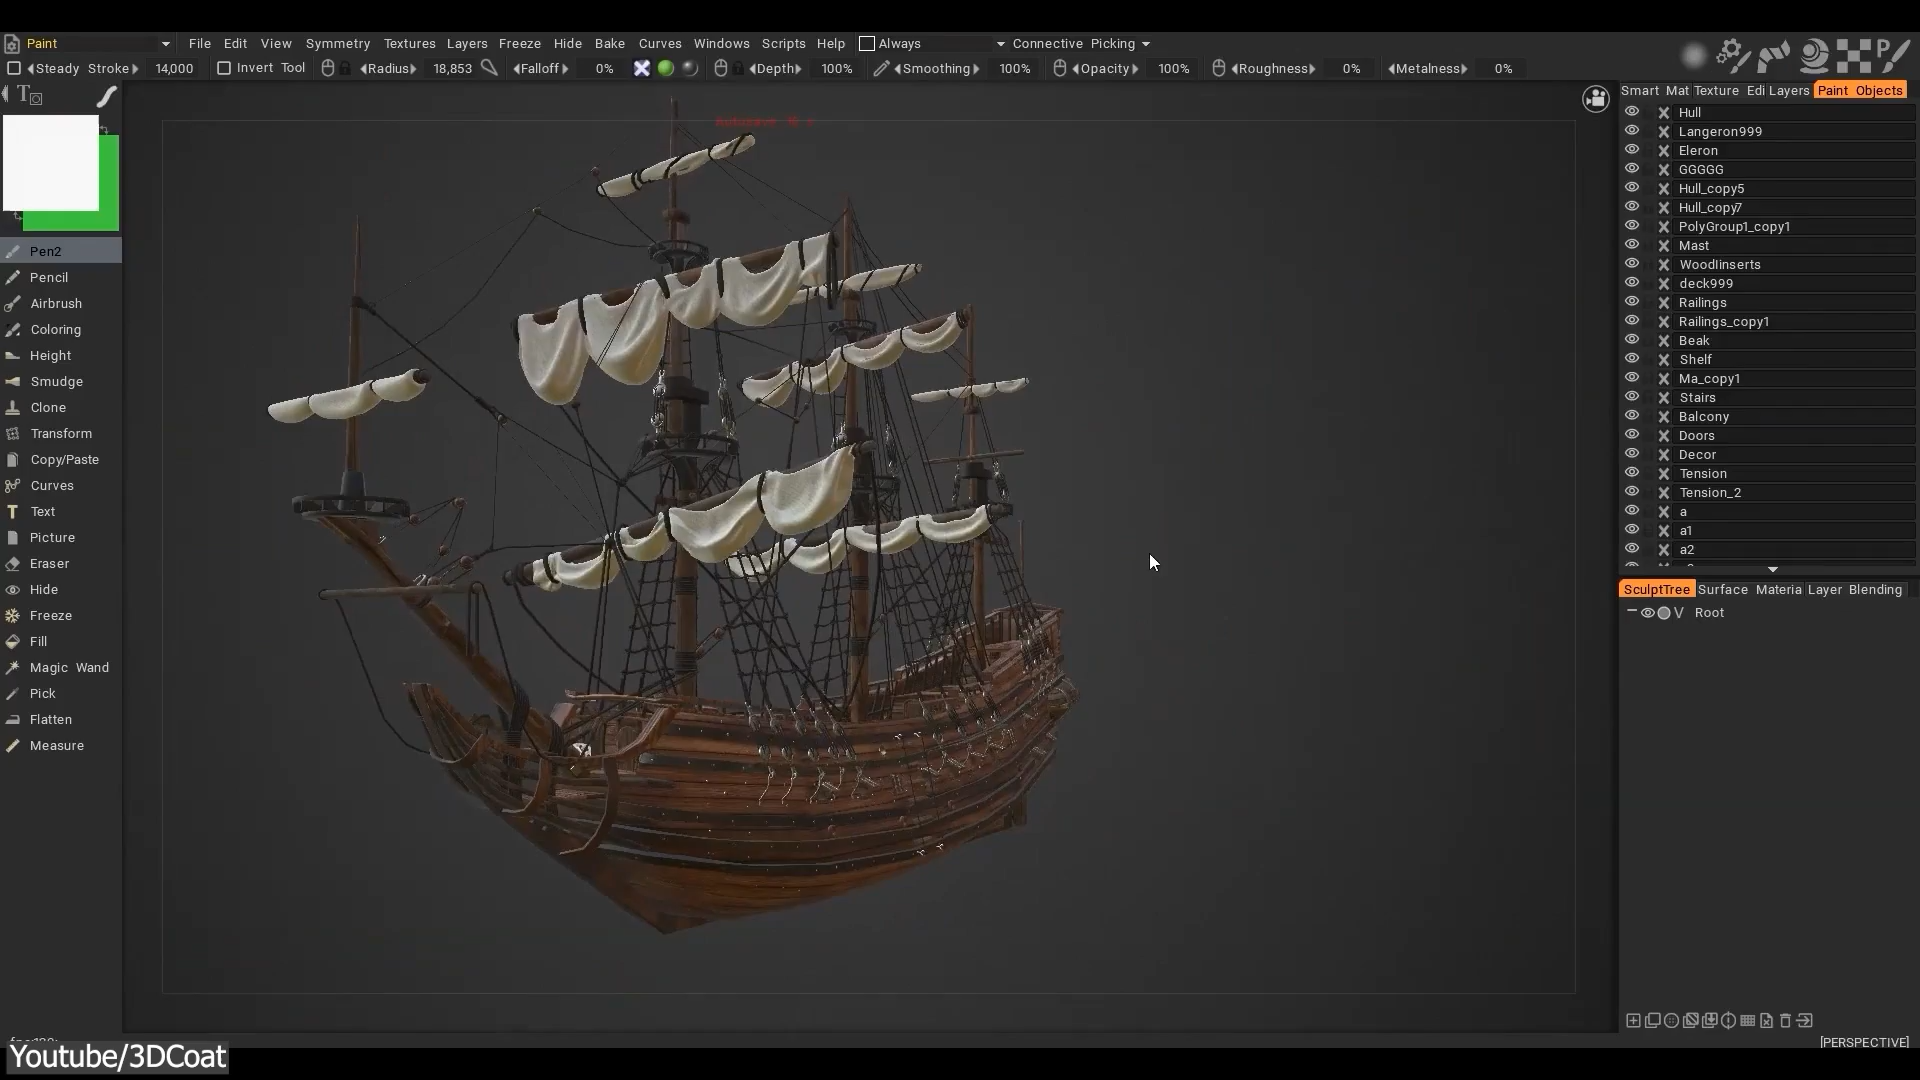 Paint File Edit View Symmetry Textures Layers Freeze Hide Bake Curves Windows Scripts Help Always Connective Picking
Steady Stroke 14,000 Invert Tool Radius 18,853 Falloff 0% Depth 100% Smoothing 100% Opacity 100% Roughness 0% Metalness 0%
Smart Mat Texture Edi Layers Paint Objects
Pen2
Pencil
Airbrush
Coloring
Height
Smudge
Clone
Transform
Copy/Paste
Curves
Text
Picture
Eraser
Hide
Freeze
Fill
Magic Wand
Pick
Flatten
Measure
Hull
Langeron999
Eleron
GGGGG
Hull_copy5
Hull_copy7
PolyGroup1_copy1
Mast
WoodIinserts
deck999
Railings
Railings_copy1
Beak
Shelf
Ma_copy1
Stairs
Balcony
Doors
Decor
Tension
Tension_2
a
a1
a2
SculptTree Surface Materia Layer Blending
V Root
[PERSPECTIVE]
Youtube/3DCoat